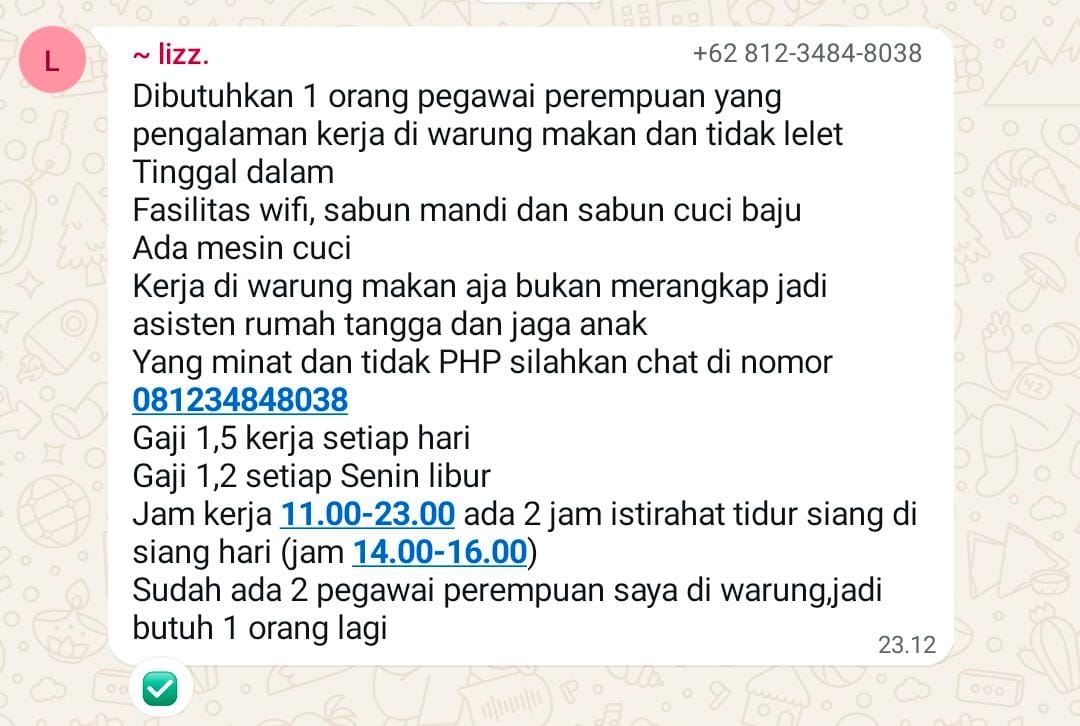 L
~ lizz.
+62 812-3484-8038
Dibutuhkan 1 orang pegawai perempuan yang
pengalaman kerja di warung makan dan tidak lelet
Tinggal dalam
Fasilitas wifi, sabun mandi dan sabun cuci baju
Ada mesin cuci
Kerja di warung makan aja bukan merangkap jadi
asisten rumah tangga dan jaga anak
Yang minat dan tidak PHP silahkan chat di nomor
081234848038
Gaji 1,5 kerja setiap hari
Gaji 1,2 setiap Senin libur
Jam kerja 11.00-23.00 ada 2 jam istirahat tidur siang di
siang hari (jam 14.00-16.00)
Sudah ada 2 pegawai perempuan saya di warung,jadi
butuh 1 orang lagi
23.12